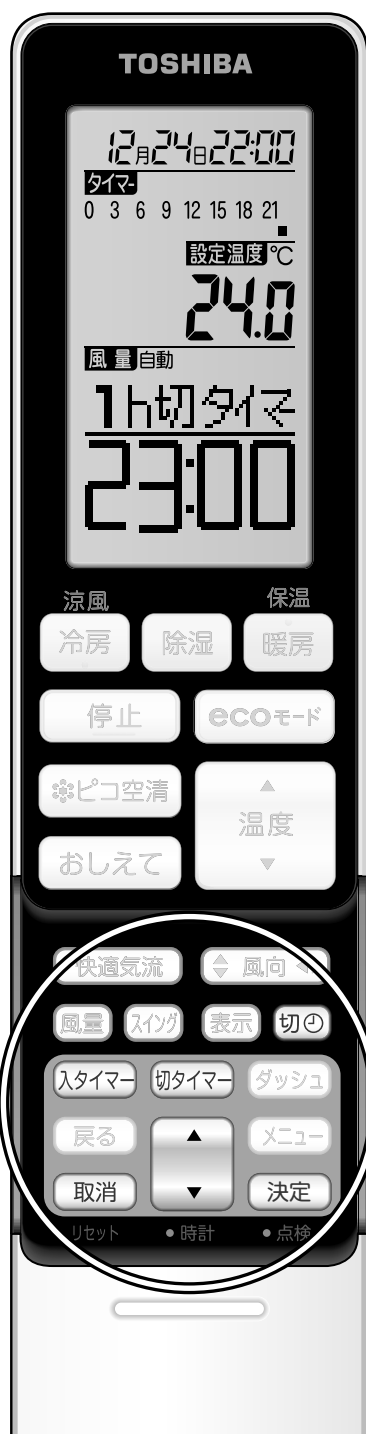 TOSHIBA
12月24日22:00
タイマー
0 3 6 9 12 15 18 21
設定温度 ℃
24.0
風量 自動
1h切タイマー
23:00
涼風 保温
冷房 除湿 暖房
停止 ecoモード
ピコ空清
▲ 温度 ▼
おしえて
快適気流 風向
風量 スイング 表示 切
入タイマー 切タイマー ダッシュ
戻る ▲ メニュー
取消 ▼ 決定
リセット ●時計 ●点検